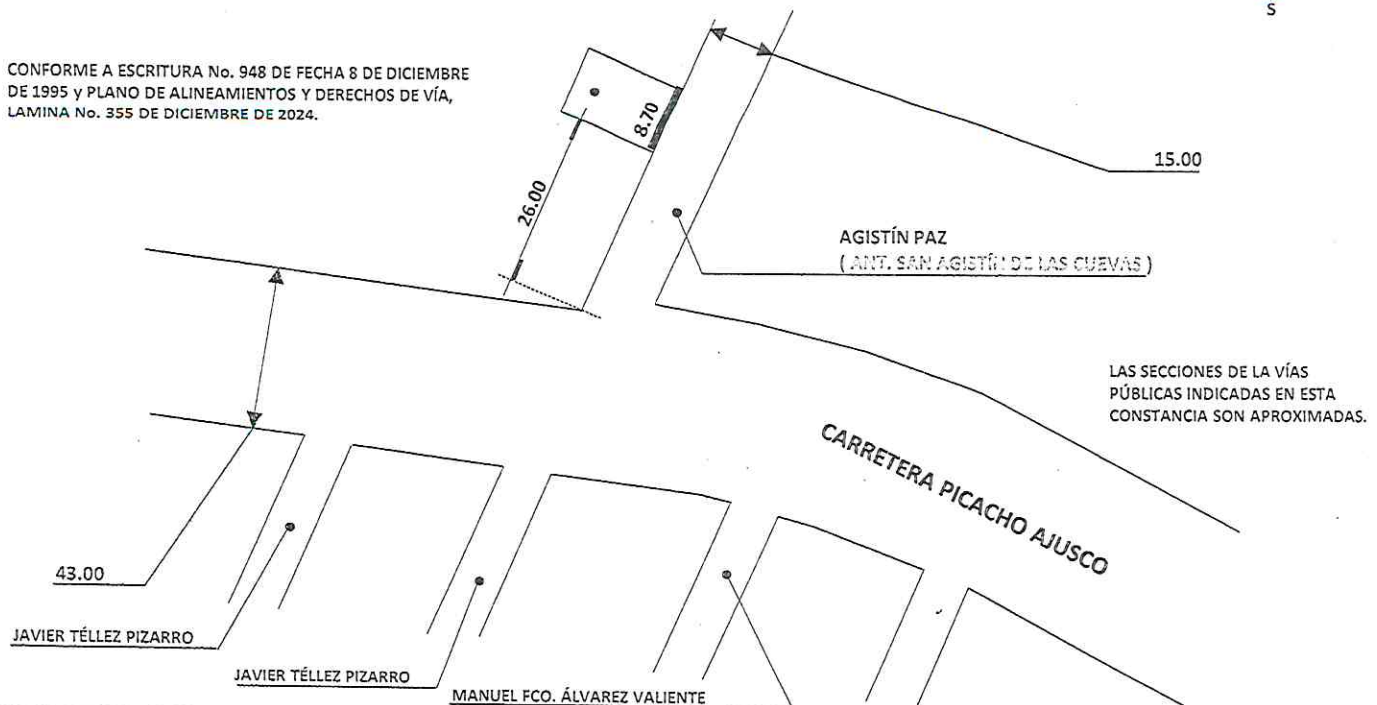 S
CONFORME A ESCRITURA No. 948 DE FECHA 8 DE DICIEMBRE
DE 1995 y PLANO DE ALINEAMIENTOS Y DERECHOS DE VÍA,
LAMINA No. 355 DE DICIEMBRE DE 2024.
8.70
15.00
26.00
AGISTÍN PAZ
( ANT. SAN AGISTÍN DE LAS CUEVAS )
LAS SECCIONES DE LA VÍAS
PÚBLICAS INDICADAS EN ESTA
CONSTANCIA SON APROXIMADAS.
CARRETERA PICACHO AJUSCO
43.00
JAVIER TÉLLEZ PIZARRO
JAVIER TÉLLEZ PIZARRO
MANUEL FCO. ÁLVAREZ VALIENTE